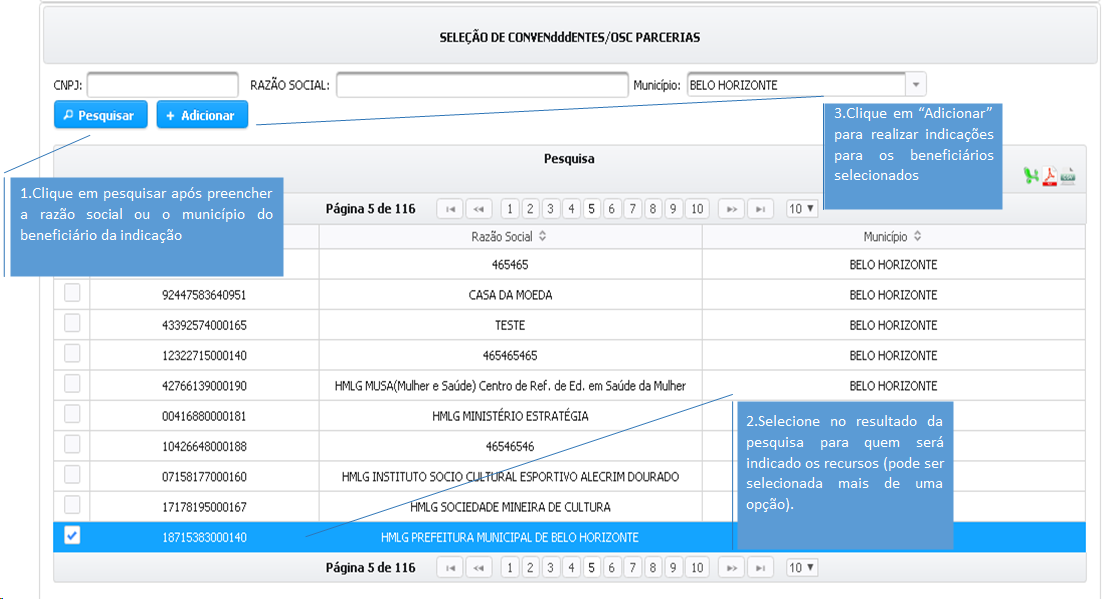 SELEÇÃO DE CONVENdddENTES/OSC PARCERIAS
CNPJ: RAZÃO SOCIAL: Município: BELO HORIZONTE
Pesquisar + Adicionar
3.Clique em “Adicionar”
para realizar indicações
para os beneficiários
selecionados
Pesquisa
1.Clique em pesquisar após preencher
a razão social ou o município do
beneficiário da indicação
Página 5 de 116 1 2 3 4 5 6 7 8 9 10 10
Razão Social Município
465465 BELO HORIZONTE
92447583640951 CASA DA MOEDA BELO HORIZONTE
43392574000165 TESTE BELO HORIZONTE
12322715000140 465465465 BELO HORIZONTE
42766139000190 HMLG MUSA(Mulher e Saúde) Centro de Ref. de Ed. em Saúde da Mulher BELO HORIZONTE
00416880000181 HMLG MINISTÉRIO ESTRATÉGIA
10426648000188 46546546
07158177000160 HMLG INSTITUTO SOCIO CULTURAL ESPORTIVO ALECRIM DOURADO
17178195000167 HMLG SOCIEDADE MINEIRA DE CULTURA
18715383000140 HMLG PREFEITURA MUNICIPAL DE BELO HORIZONTE
2.Selecione no resultado da
pesquisa para quem será
indicado os recursos (pode ser
selecionada mais de uma
opção).
Página 5 de 116 1 2 3 4 5 6 7 8 9 10 10